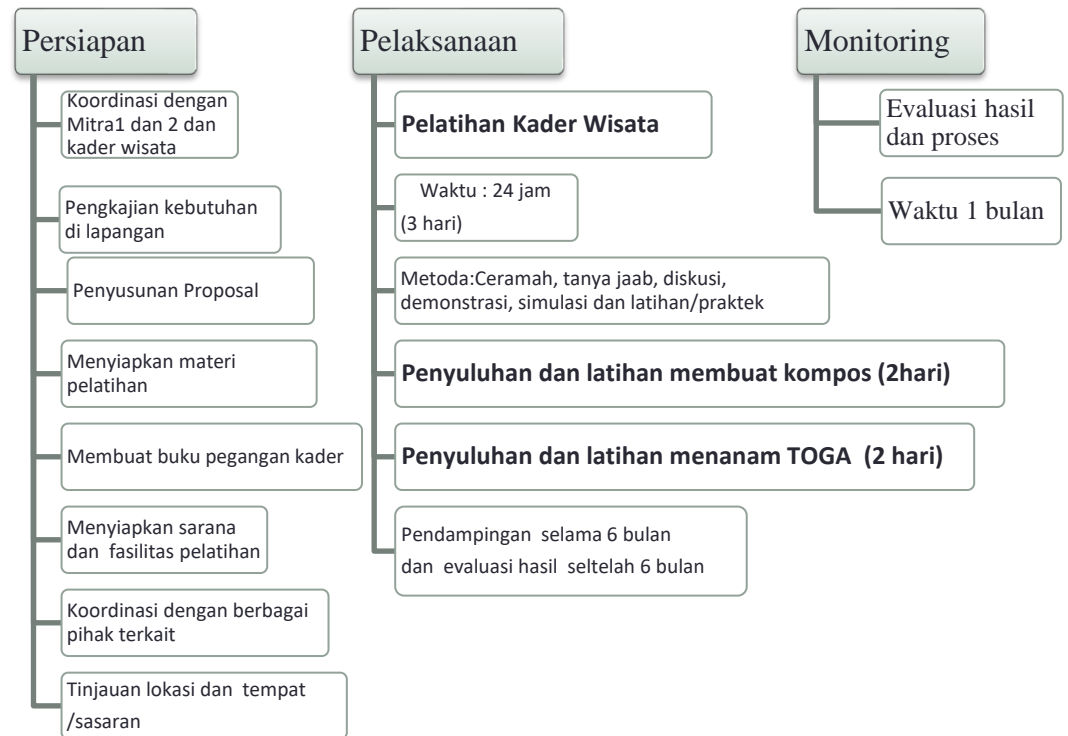 Persiapan
Koordinasi dengan
Mitra1 dan 2 dan
kader wisata
Pengkajian kebutuhan
di lapangan
Penyusunan Proposal
Menyiapkan materi
pelatihan
Membuat buku pegangan kader
Menyiapkan sarana
dan fasilitas pelatihan
Koordinasi dengan berbagai
pihak terkait
Tinjauan lokasi dan tempat
/sasaran
Pelaksanaan
Pelatihan Kader Wisata
Waktu : 24 jam
(3 hari)
Metoda:Ceramah, tanya jaab, diskusi,
demonstrasi, simulasi dan latihan/praktek
Penyuluhan dan latihan membuat kompos (2hari)
Penyuluhan dan latihan menanam TOGA (2 hari)
Pendampingan selama 6 bulan
dan evaluasi hasil seltelah 6 bulan
Monitoring
Evaluasi hasil
dan proses
Waktu 1 bulan